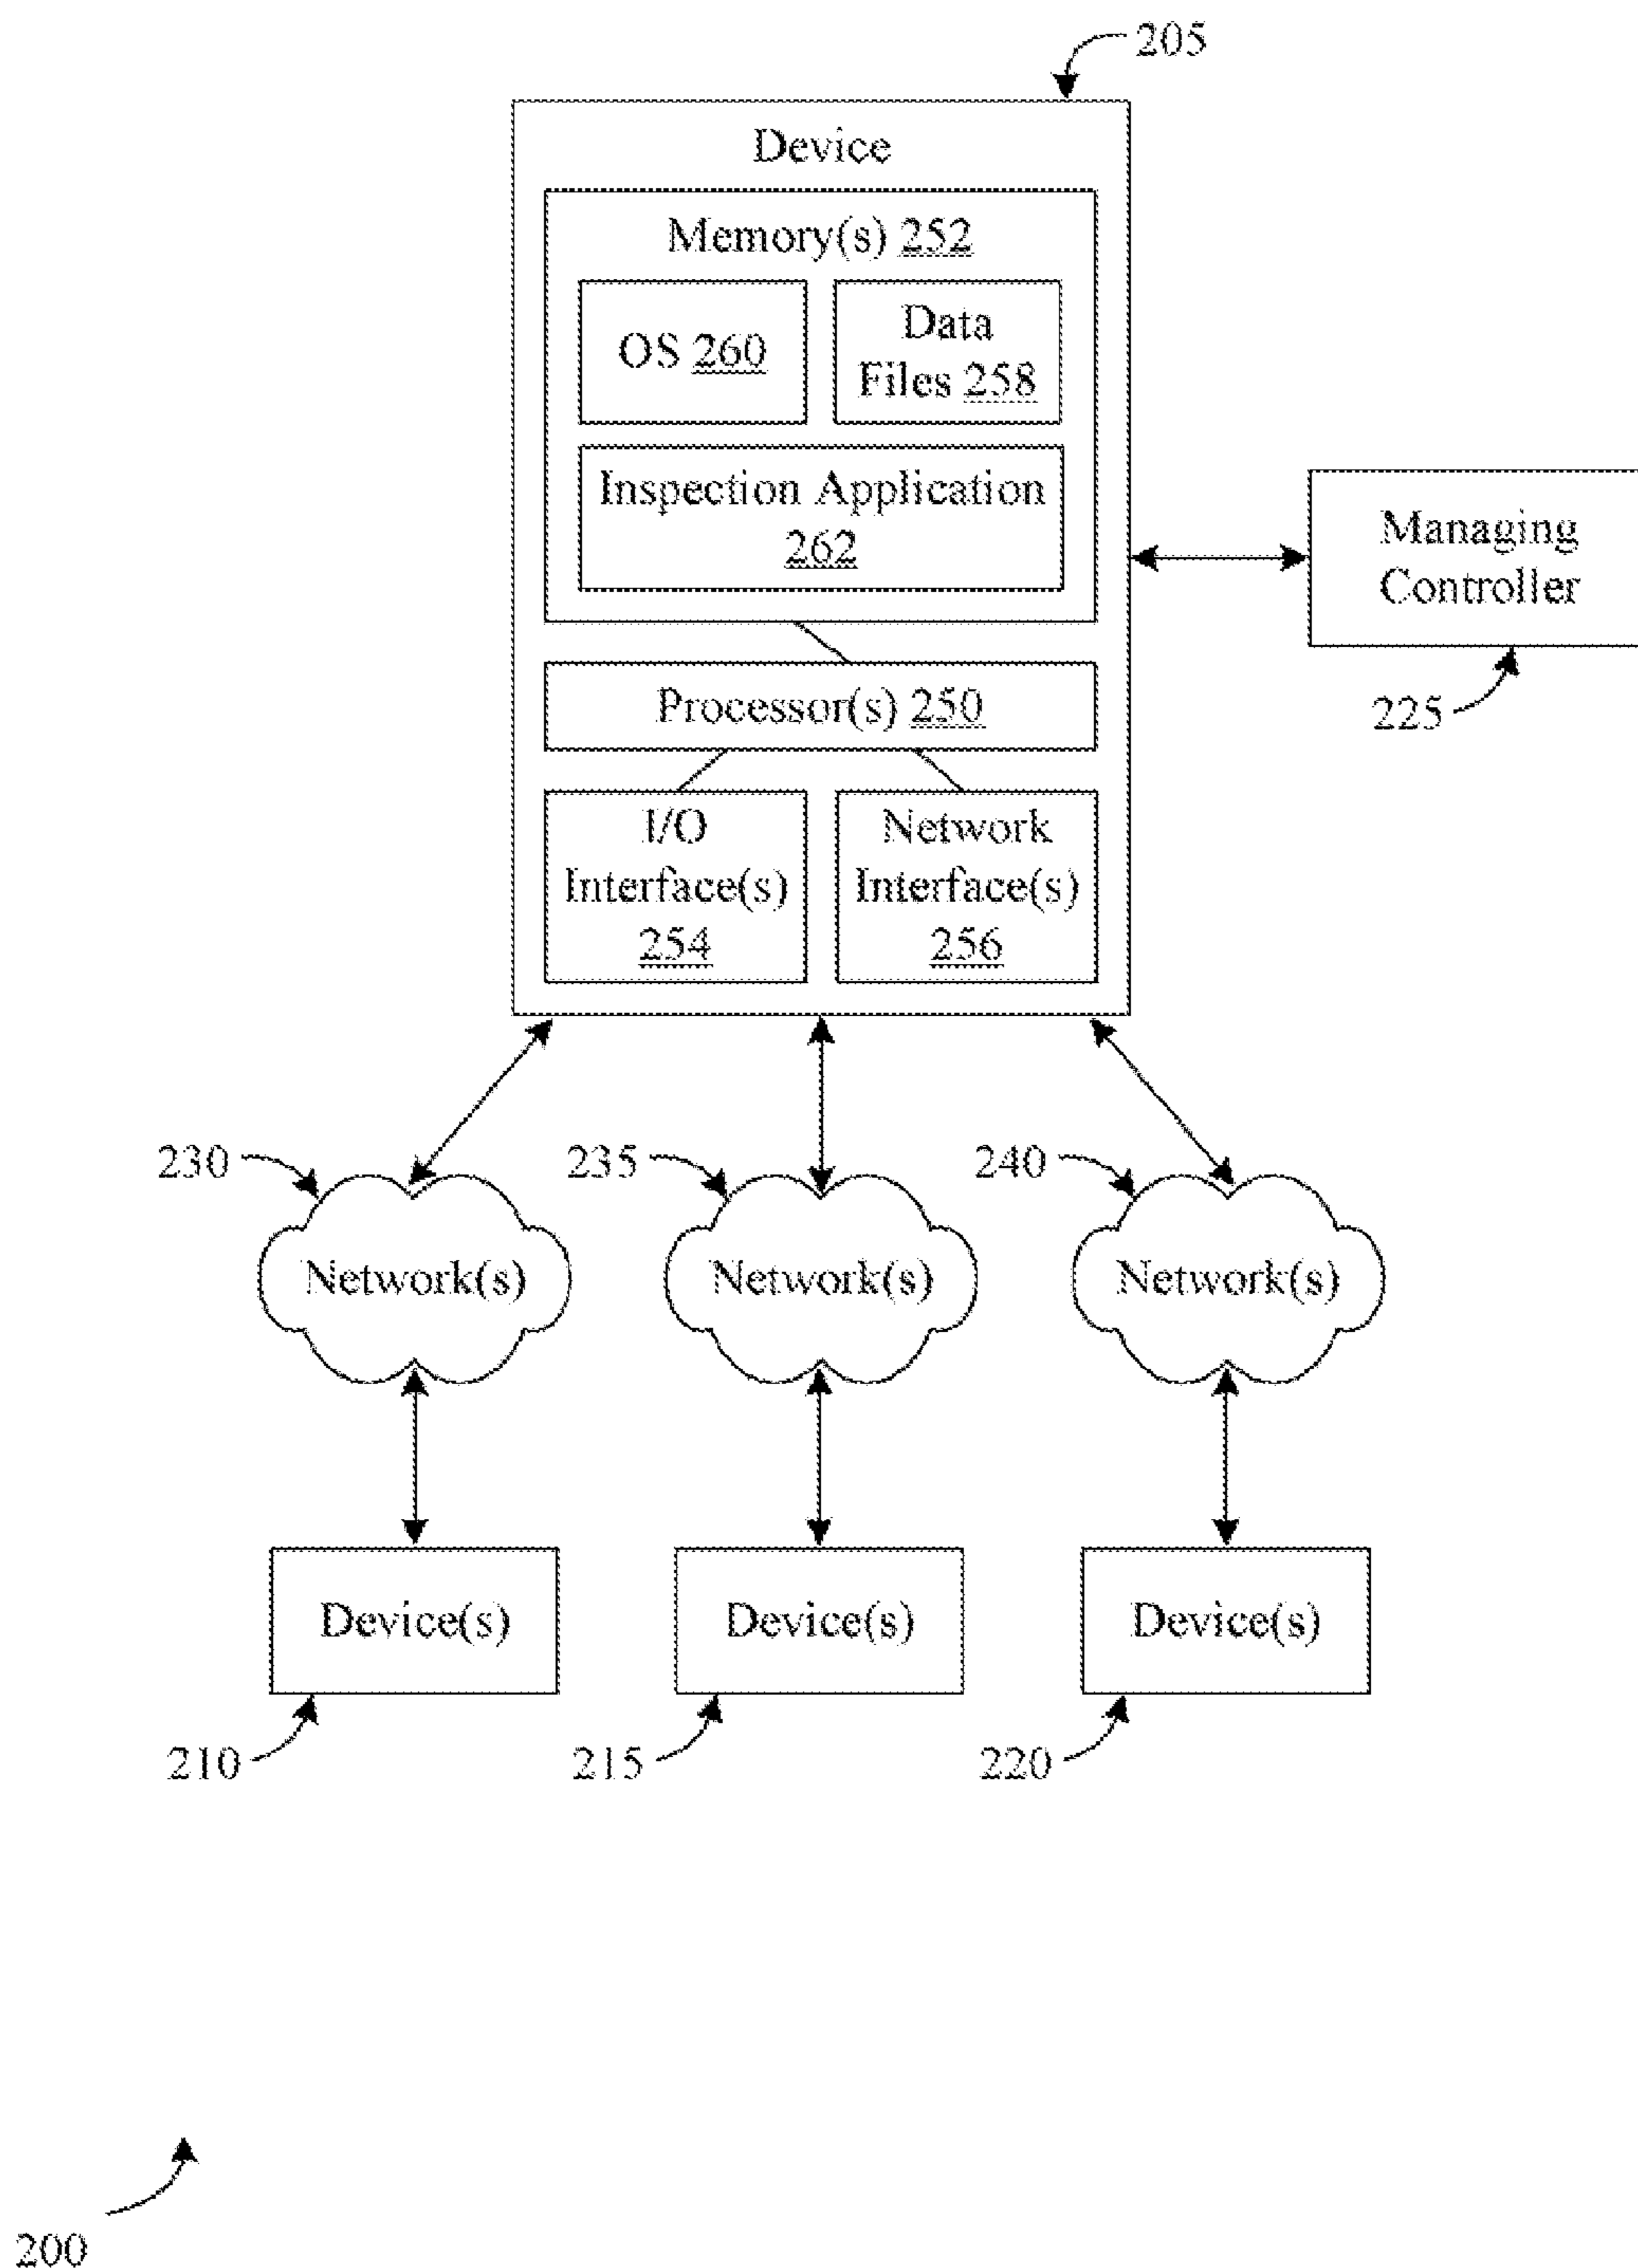 205
Device
Memory(s) 252
OS 260
Data
Files 258
Inspection Application
262
Managing
Controller
225
Processor(s) 250
I/O
Interface(s)
254
Network
Interface(s)
256
230
235
240
Network(s)
Network(s)
Network(s)
Device(s)
Device(s)
Device(s)
210
215
220
200